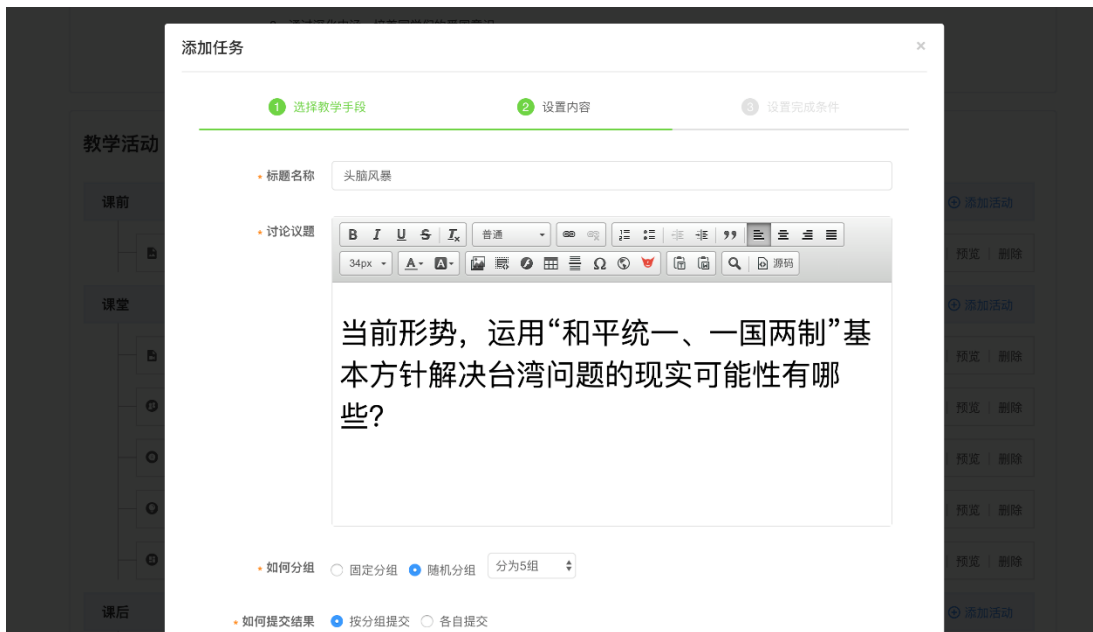 添加任务
×
1 选择教学手段
2 设置内容
3 设置完成条件
教学活动
* 标题名称 头脑风暴
课前
添加活动
* 讨论议题
B I U S Tx 普通
34px A A Ω 源码
预览 | 删除
课堂
添加活动
当前形势，运用“和平统一、一国两制”基
本方针解决台湾问题的现实可能性有哪
些?
预览 | 删除
预览 | 删除
预览 | 删除
预览 | 删除
预览 | 删除
* 如何分组 固定分组 随机分组 分为5组
课后
添加活动
* 如何提交结果 按分组提交 各自提交